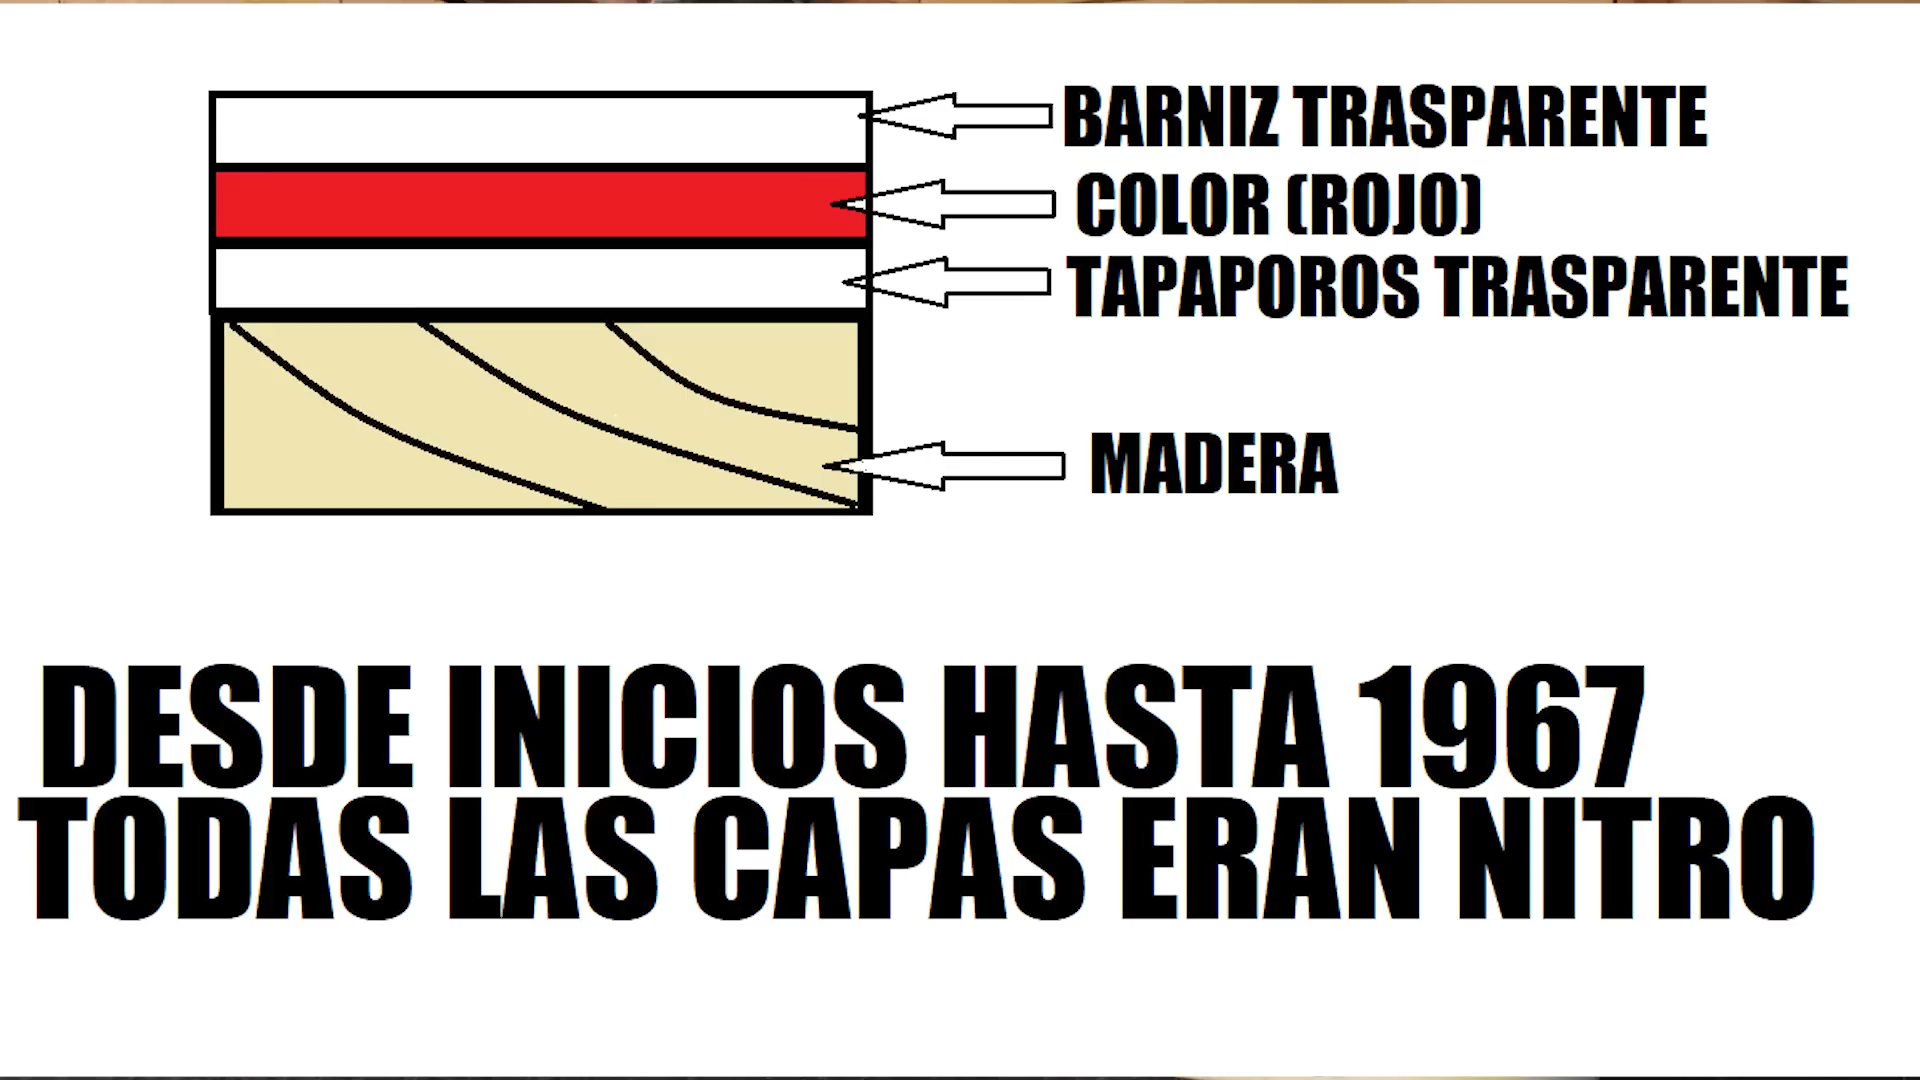 BARNIZ TRASPARENTE
COLOR (ROJO)
TAPAPOROS TRASPARENTE
MADERA
DESDE INICIOS HASTA 1967
TODAS LAS CAPAS ERAN NITRO